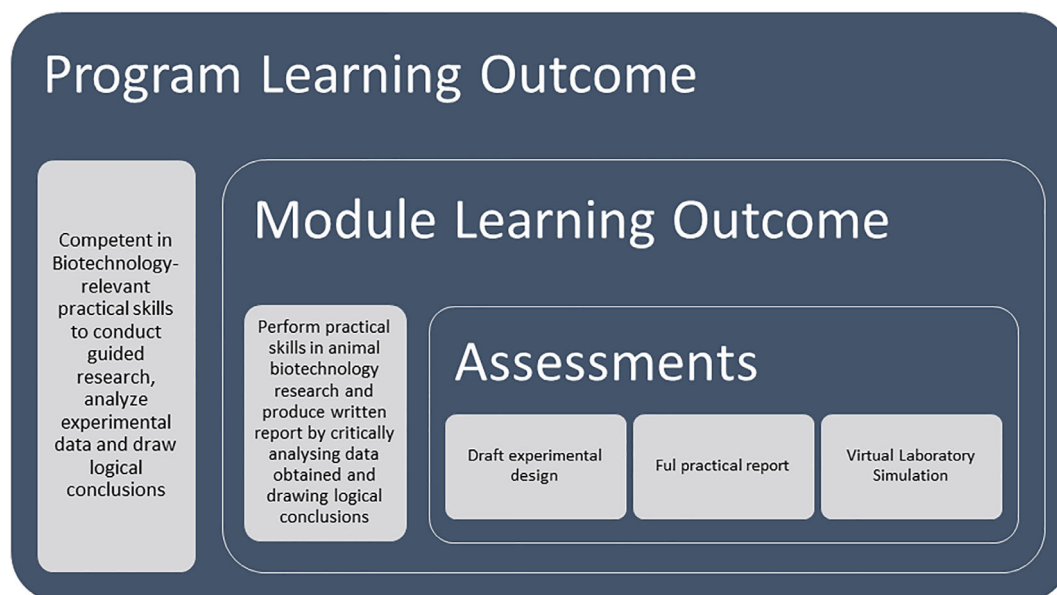 Program Learning Outcome
Competent in
Biotechnology-
relevant
practical skills
to conduct
guided
research,
analyze
experimental
data and draw
logical
conclusions
Module Learning Outcome
Perform practical
skills in animal
biotechnology
research and
produce written
report by critically
analysing data
obtained and
drawing logical
conclusions
Assessments
Draft experimental
design
Ful practical report
Virtual Laboratory
Simulation